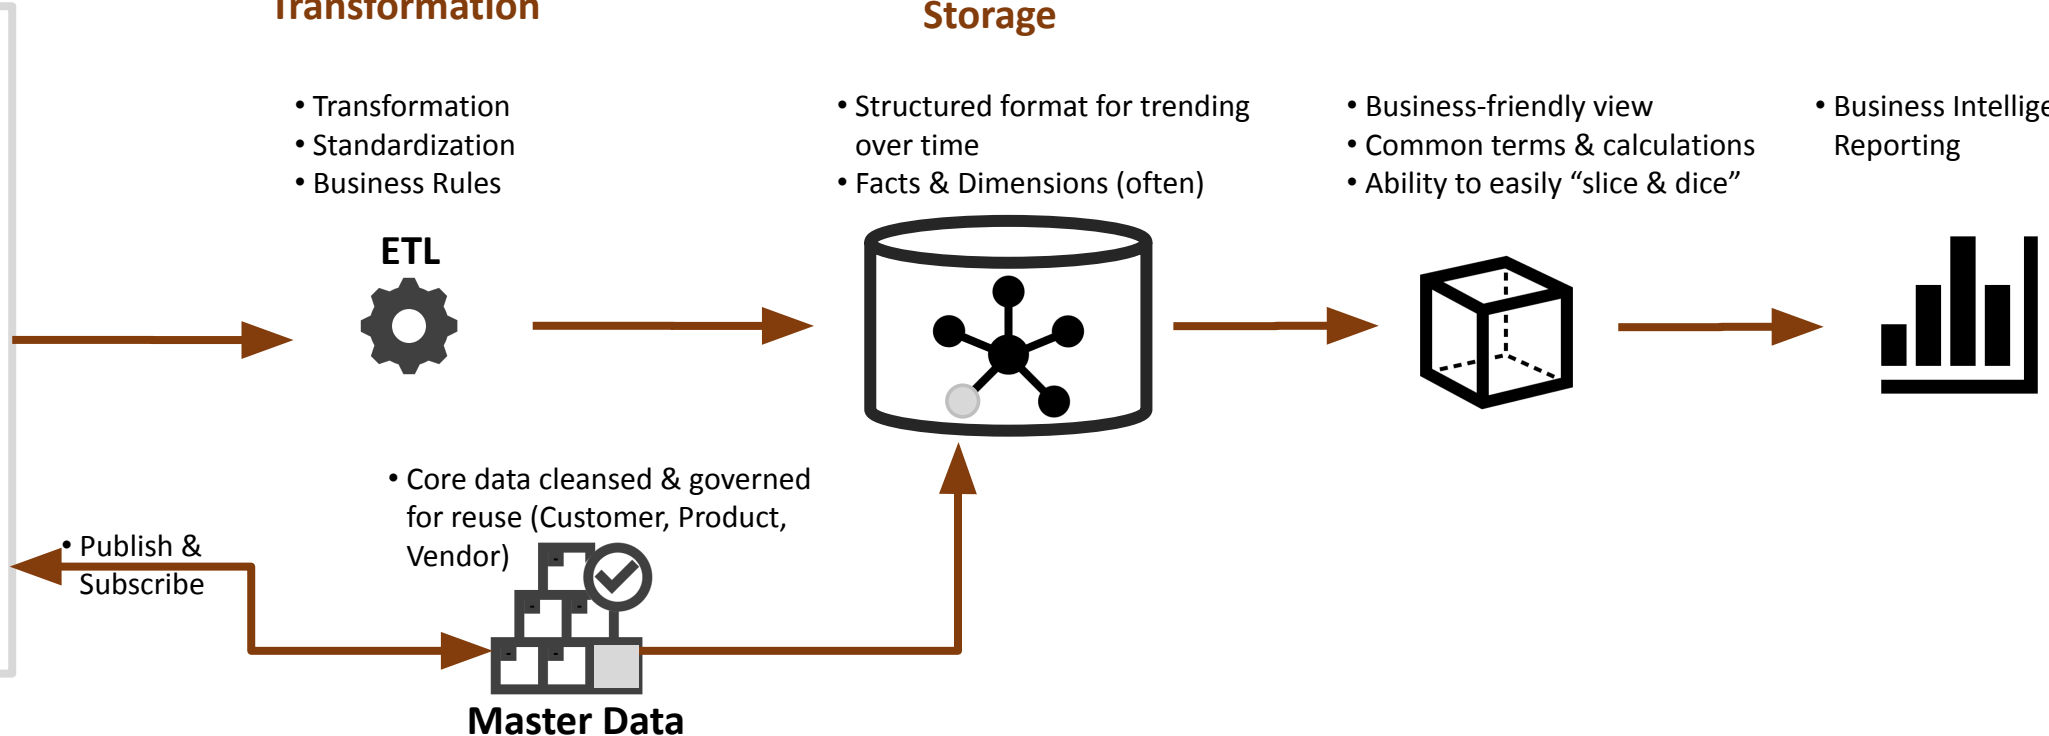 Transformation
Storage
• Transformation
• Standardization
• Business Rules
ETL
• Structured format for trending
over time
• Facts & Dimensions (often)
• Business-friendly view
• Common terms & calculations
• Ability to easily “slice & dice”
• Business
Reporting
• Core data cleansed & governed
for reuse (Customer, Product,
Vendor)
• Publish &
Subscribe
Master Data